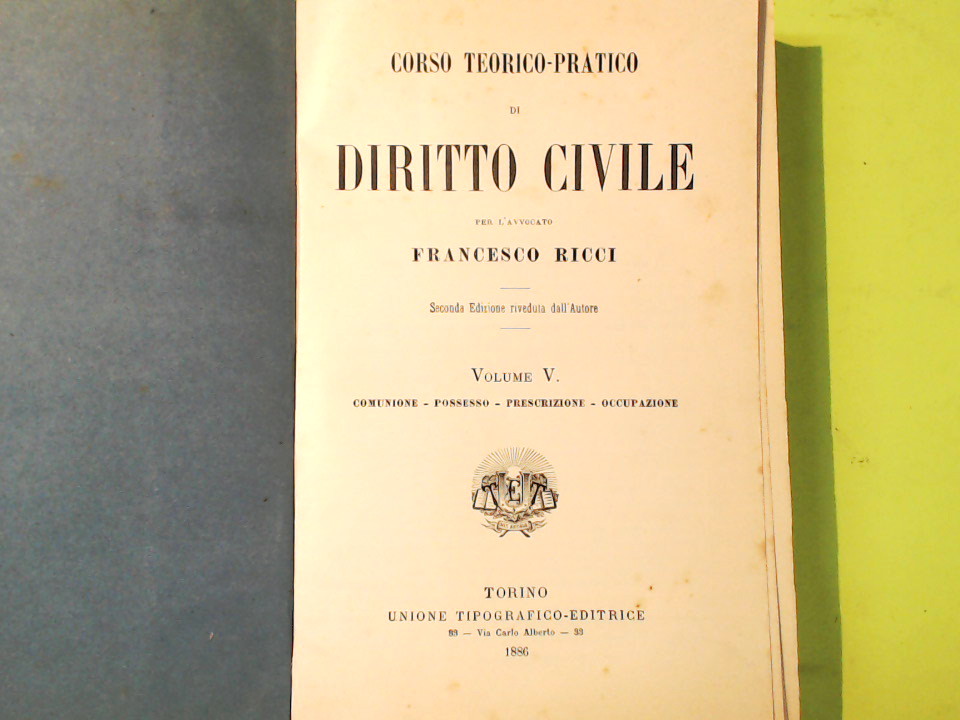 CORSO TEORICO-PRATICO
DI
DIRITTO CIVILE
PER L'AVVOCATO
FRANCESCO RICCI
Seconda Edizione riveduta dall'Autore
VOLUME V.
COMUNIONE - POSSESSO - PRESCRIZIONE - OCCUPAZIONE
UTET
TORINO
UNIONE TIPOGRAFICO-EDITRICE
33 — Via Carlo Alberto — 33
1886